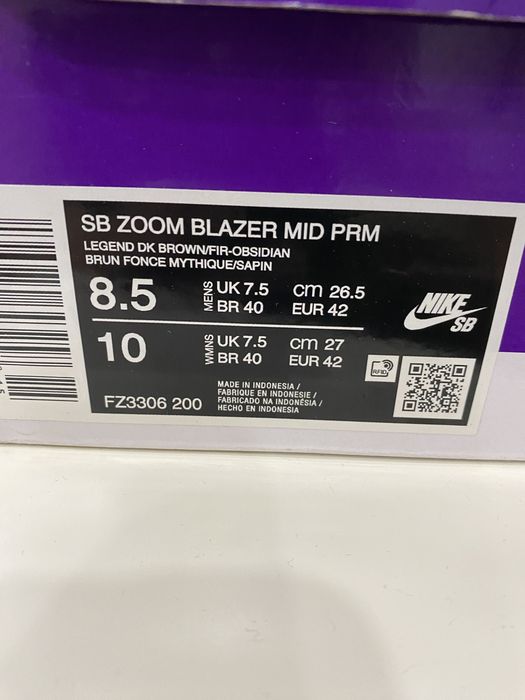 SB ZOOM BLAZER MID PRM
LEGEND DK BROWN/FIR-OBSIDIAN
BRUN FONCE MYTHIQUE/SAPIN
8.5 MENS UK 7.5 cm 26.5
BR 40 EUR 42
NIKE SB
10 WMNS UK 7.5 cm 27
BR 40 EUR 42
RFID
FZ3306 200
MADE IN INDONESIA /
FABRIQUE EN INDONESIE /
FABRICADO NA INDONÉSIA /
HECHO EN INDONESIA